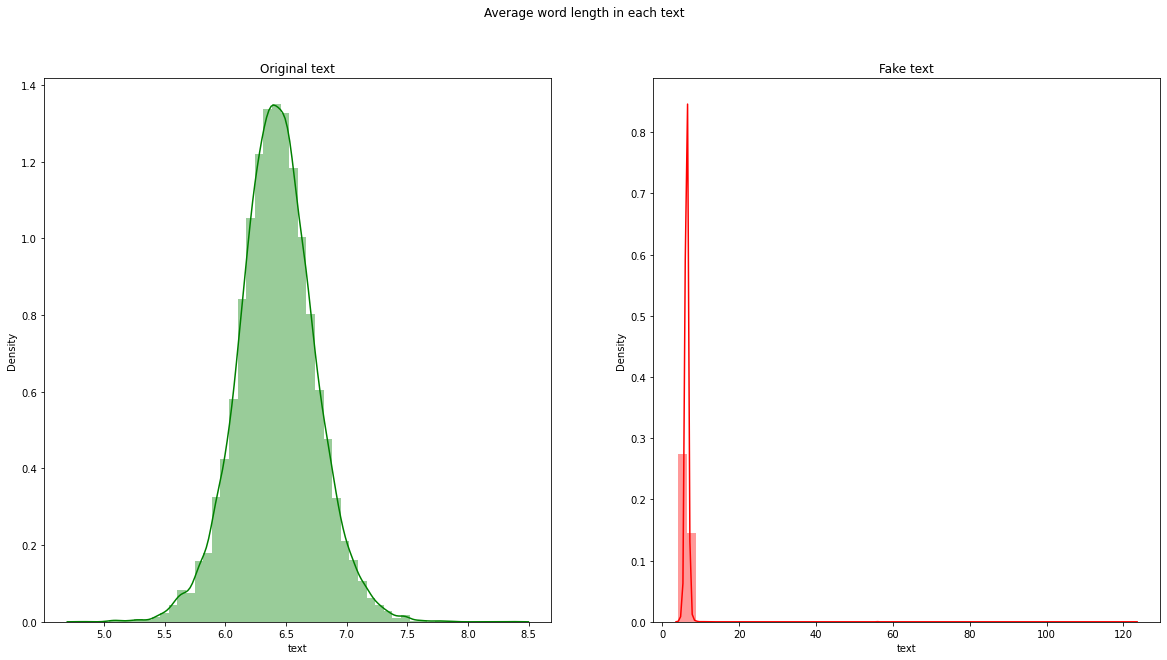 Average word length in each text
Original text
1.4
1.2
1.0
0.8
0.6
0.4
0.2
0.0
Density
5.0 5.5 6.0 6.5 7.0 7.5 8.0 8.5
text
Fake text
0.8
0.7
0.6
0.5
0.4
0.3
0.2
0.1
0.0
Density
0 20 40 60 80 100 120
text